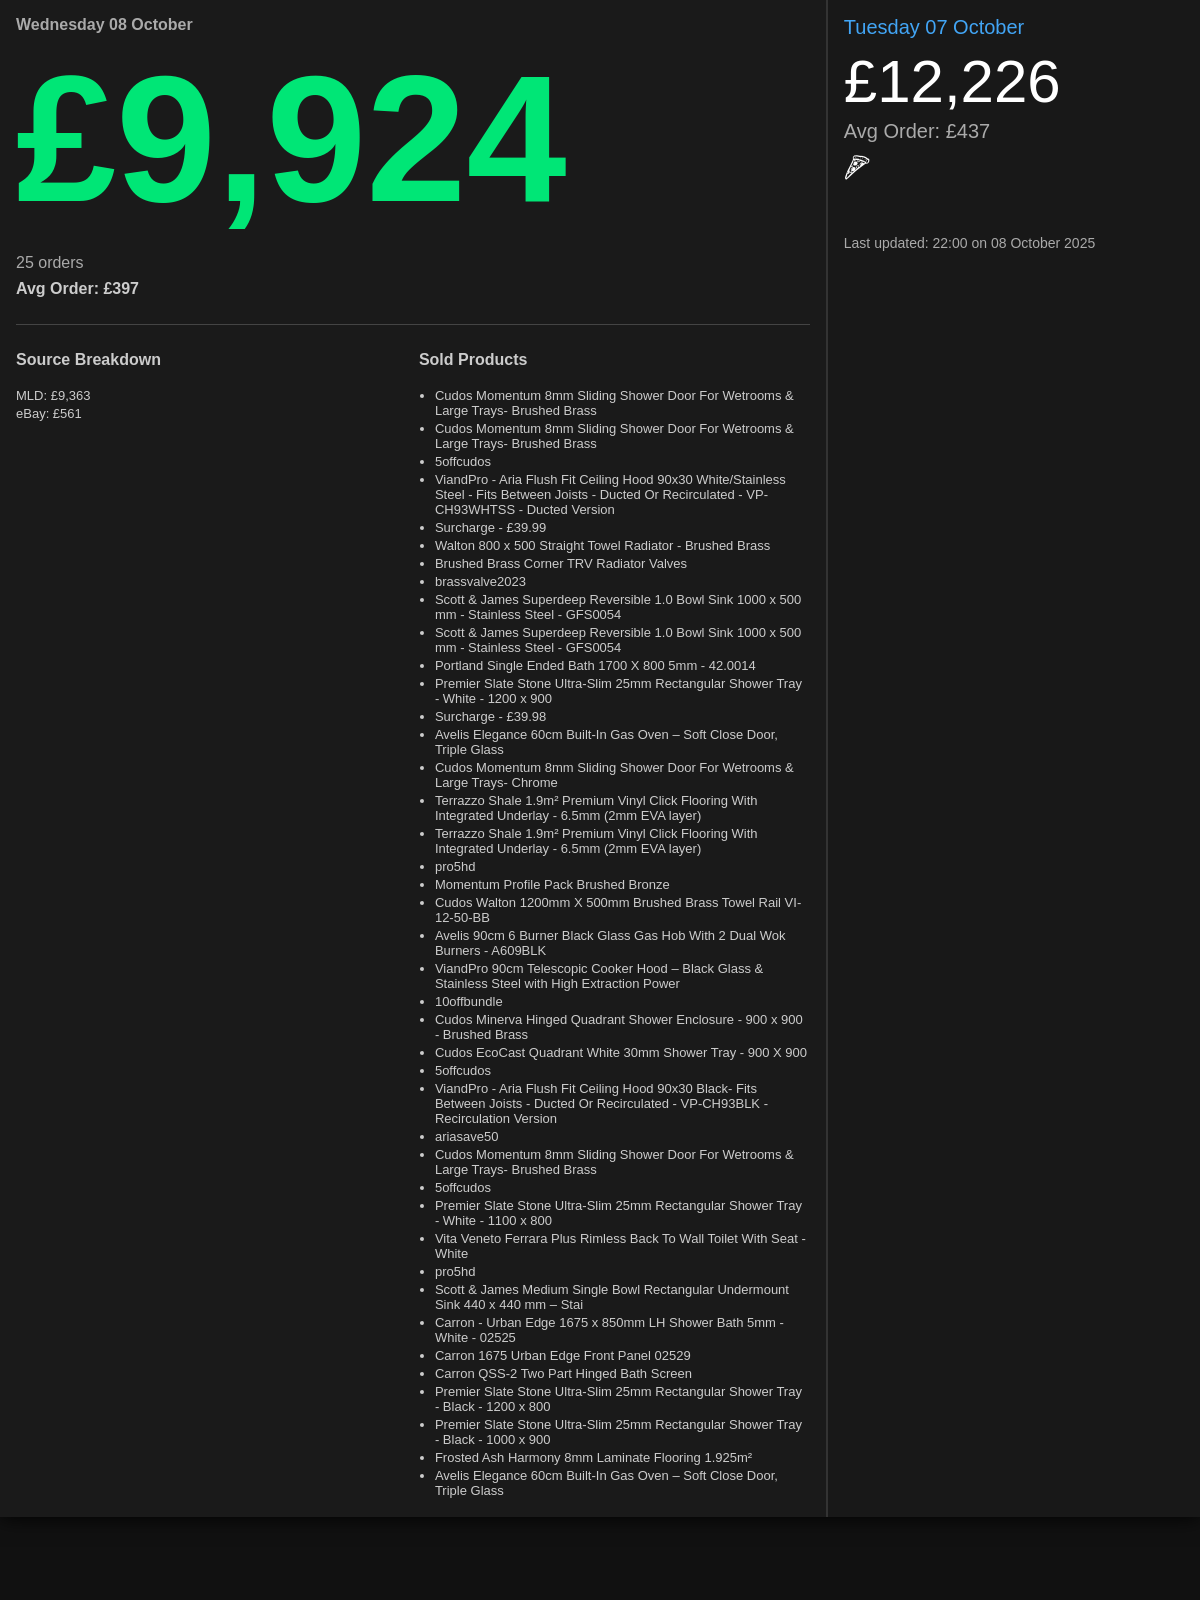 Wednesday 08 October
£9,924
25 orders
Avg Order: £397
Source Breakdown
MLD: £9,363
eBay: £561
Sold Products
Cudos Momentum 8mm Sliding Shower Door For Wetrooms &
Large Trays- Brushed Brass
Cudos Momentum 8mm Sliding Shower Door For Wetrooms &
Large Trays- Brushed Brass
5offcudos
ViandPro - Aria Flush Fit Ceiling Hood 90x30 White/Stainless
Steel - Fits Between Joists - Ducted Or Recirculated - VP-
CH93WHTSS - Ducted Version
Surcharge - £39.99
Walton 800 x 500 Straight Towel Radiator - Brushed Brass
Brushed Brass Corner TRV Radiator Valves
brassvalve2023
Scott & James Superdeep Reversible 1.0 Bowl Sink 1000 x 500
mm - Stainless Steel - GFS0054
Scott & James Superdeep Reversible 1.0 Bowl Sink 1000 x 500
mm - Stainless Steel - GFS0054
Portland Single Ended Bath 1700 X 800 5mm - 42.0014
Premier Slate Stone Ultra-Slim 25mm Rectangular Shower Tray
- White - 1200 x 900
Surcharge - £39.98
Avelis Elegance 60cm Built-In Gas Oven – Soft Close Door,
Triple Glass
Cudos Momentum 8mm Sliding Shower Door For Wetrooms &
Large Trays- Chrome
Terrazzo Shale 1.9m² Premium Vinyl Click Flooring With
Integrated Underlay - 6.5mm (2mm EVA layer)
Terrazzo Shale 1.9m² Premium Vinyl Click Flooring With
Integrated Underlay - 6.5mm (2mm EVA layer)
pro5hd
Momentum Profile Pack Brushed Bronze
Cudos Walton 1200mm X 500mm Brushed Brass Towel Rail VI-
12-50-BB
Avelis 90cm 6 Burner Black Glass Gas Hob With 2 Dual Wok
Burners - A609BLK
ViandPro 90cm Telescopic Cooker Hood – Black Glass &
Stainless Steel with High Extraction Power
10offbundle
Cudos Minerva Hinged Quadrant Shower Enclosure - 900 x 900
- Brushed Brass
Cudos EcoCast Quadrant White 30mm Shower Tray - 900 X 900
5offcudos
ViandPro - Aria Flush Fit Ceiling Hood 90x30 Black- Fits
Between Joists - Ducted Or Recirculated - VP-CH93BLK -
Recirculation Version
ariasave50
Cudos Momentum 8mm Sliding Shower Door For Wetrooms &
Large Trays- Brushed Brass
5offcudos
Premier Slate Stone Ultra-Slim 25mm Rectangular Shower Tray
- White - 1100 x 800
Vita Veneto Ferrara Plus Rimless Back To Wall Toilet With Seat -
White
pro5hd
Scott & James Medium Single Bowl Rectangular Undermount
Sink 440 x 440 mm – Stai
Carron - Urban Edge 1675 x 850mm LH Shower Bath 5mm -
White - 02525
Carron 1675 Urban Edge Front Panel 02529
Carron QSS-2 Two Part Hinged Bath Screen
Premier Slate Stone Ultra-Slim 25mm Rectangular Shower Tray
- Black - 1200 x 800
Premier Slate Stone Ultra-Slim 25mm Rectangular Shower Tray
- Black - 1000 x 900
Frosted Ash Harmony 8mm Laminate Flooring 1.925m²
Avelis Elegance 60cm Built-In Gas Oven – Soft Close Door,
Triple Glass
Tuesday 07 October
£12,226
Avg Order: £437
Last updated: 22:00 on 08 October 2025